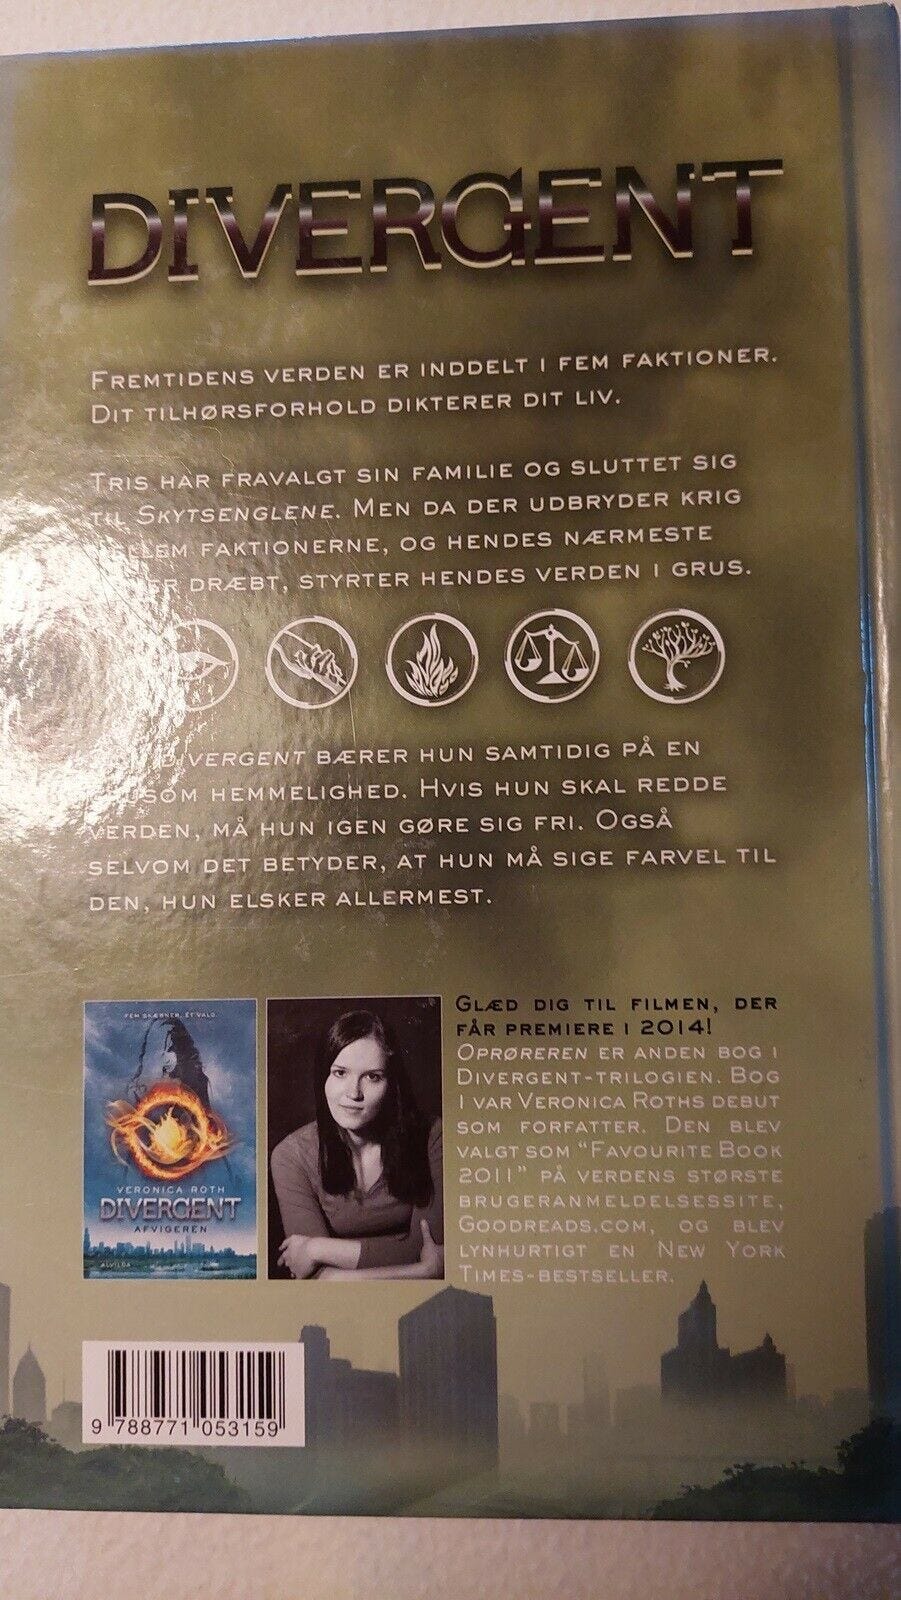 DIVERGENT
FREMTIDENS VERDEN ER INDDELT I FEM FAKTIONER.
DIT TILHØRSFORHOLD DIKTERER DIT LIV.
TRIS HAR FRAVALGT SIN FAMILIE OG SLUTTET SIG
TIL SKYTSENGLENE. MEN DA DER UDBRYDER KRIG
MELLEM FAKTIONERNE, OG HENDES NÆRMESTE
DRÆBT, STYRTER HENDES VERDEN I GRUS.
DIVERGENT BÆRER HUN SAMTIDIG PÅ EN
HEMMELIGHED. HVIS HUN SKAL REDDE
VERDEN, MÅ HUN IGEN GØRE SIG FRI. OGSÅ
SELVOM DET BETYDER, AT HUN MÅ SIGE FARVEL TIL
DEN, HUN ELSKER ALLERMEST.
FEM SKÆBNER. ÉT VALG.
VERONICA ROTH
DIVERGENT
AFVIGEREN
ALVILDA
GLÆD DIG TIL FILMEN, DER
FÅR PREMIERE I 2014!
OPRØREREN ER ANDEN BOG I
DIVERGENT-TRILOGIEN. BOG
I VAR VERONICA ROTHS DEBUT
SOM FORFATTER. DEN BLEV
VALGT SOM "FAVOURITE BOOK
2011" PÅ VERDENS STØRSTE
BRUGERANMELDELSESSITE,
GOODREADS.COM, OG BLEV
LYNHURTIGT EN NEW YORK
TIMES-BESTSELLER.
9 788771 053159